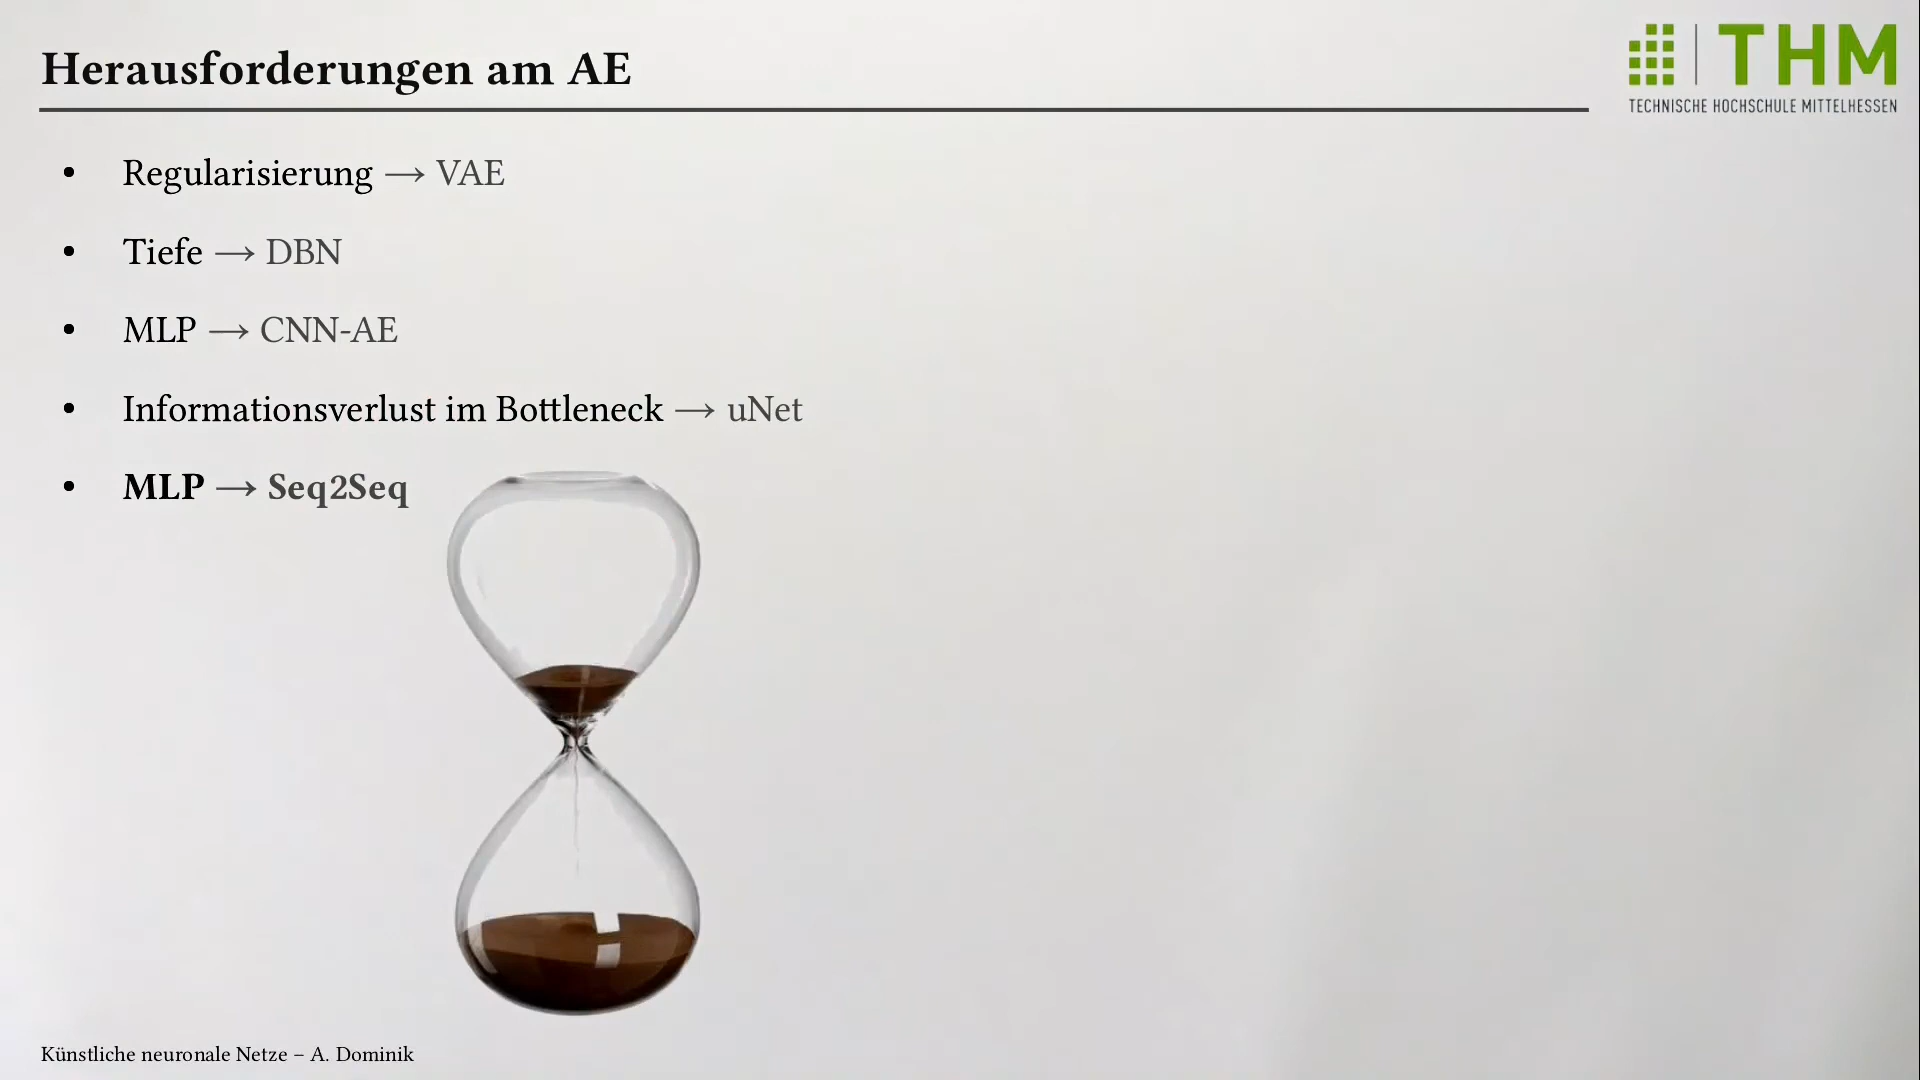 Herausforderungen am AE
THM
TECHNISCHE HOCHSCHULE MITTELHESSEN
• Regularisierung → VAE
• Tiefe → DBN
• MLP → CNN-AE
• Informationsverlust im Bottleneck → uNet
• MLP → Seq2Seq
Künstliche neuronale Netze – A. Dominik